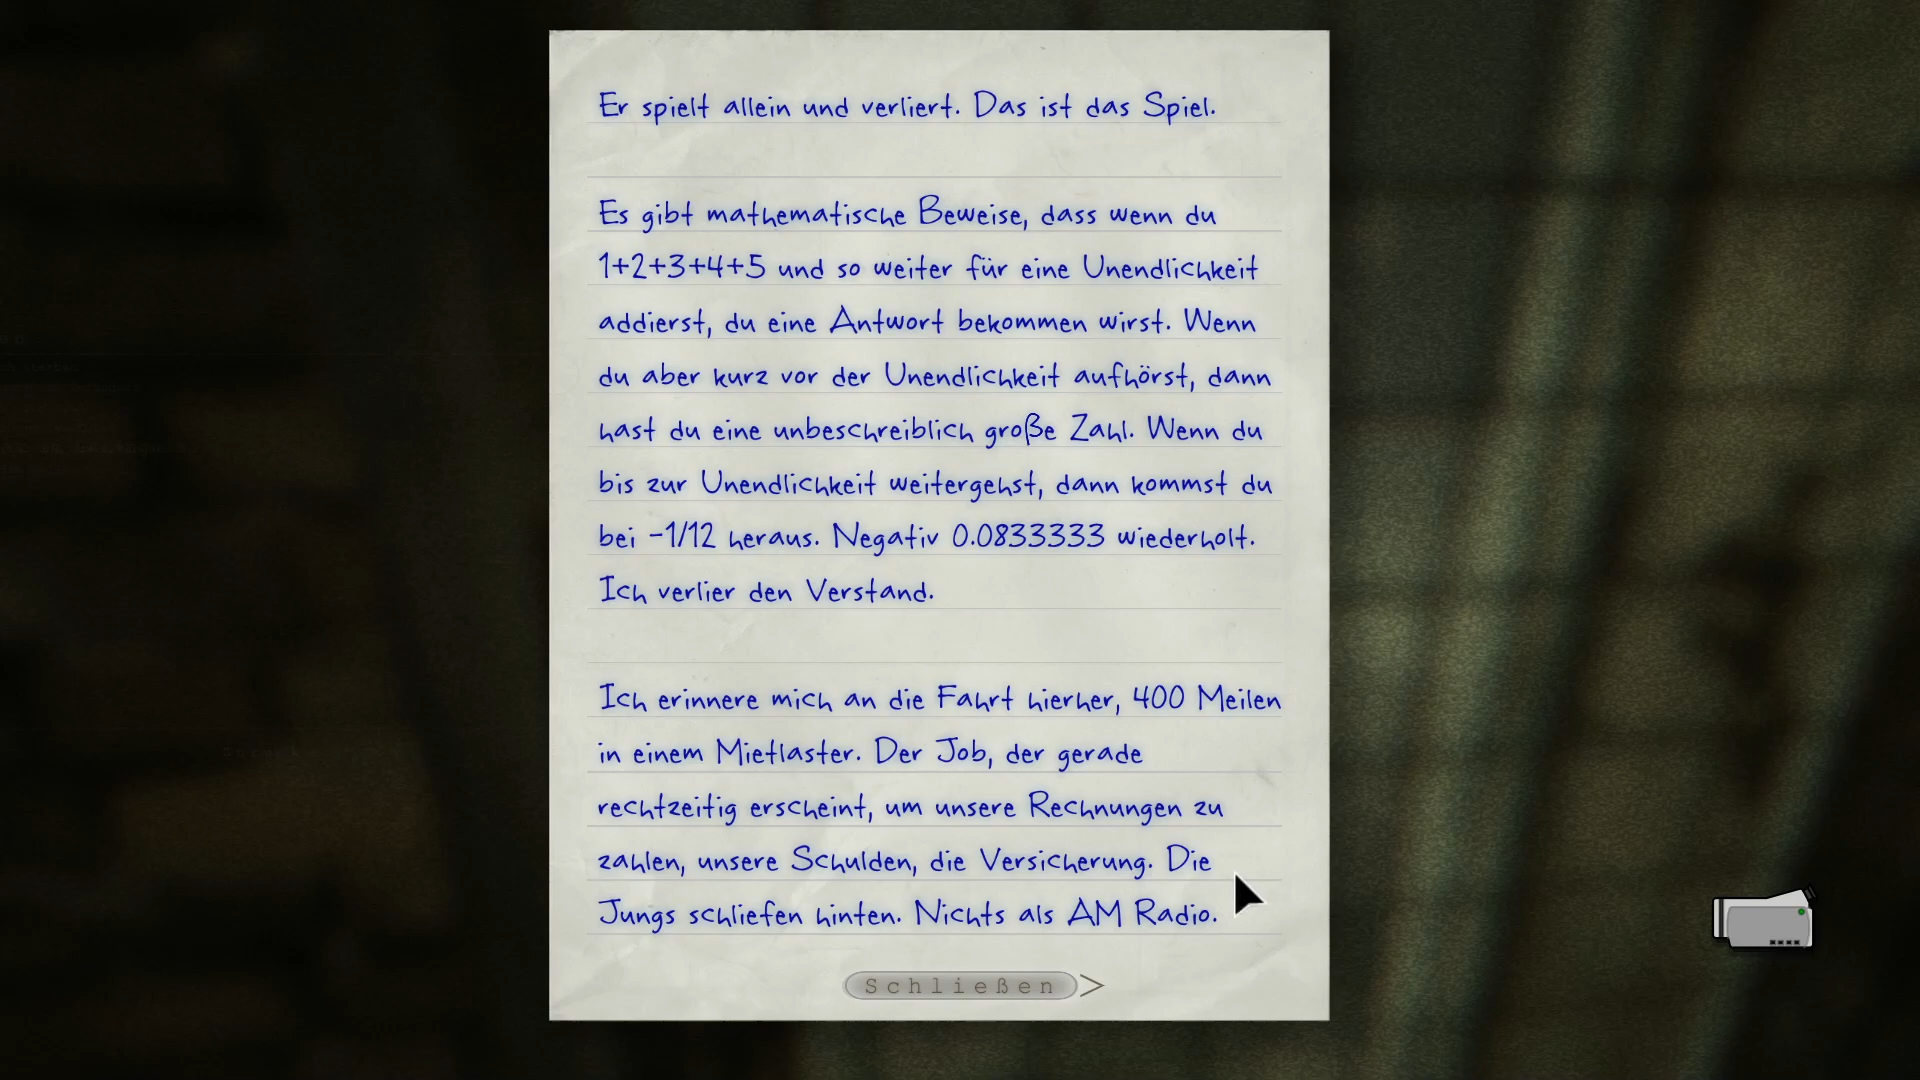 Er spielt allein und verliert. Das ist das Spiel.
Es gibt mathematische Beweise, dass wenn du
1+2+3+4+5 und so weiter für eine Unendlichkeit
addierst, du eine Antwort bekommen wirst. Wenn
du aber kurz vor der Unendlichkeit aufhörst, dann
hast du eine unbeschreiblich große Zahl. Wenn du
bis zur Unendlichkeit weitergehst, dann kommst du
bei -1/12 heraus. Negativ 0.0833333 wiederholt.
Ich verlier den Verstand.
Ich erinnere mich an die Fahrt hierher, 400 Meilen
in einem Mietlaster. Der Job, der gerade
rechtzeitig erscheint, um unsere Rechnungen zu
zahlen, unsere Schulden, die Versicherung. Die
Jungs schliefen hinten. Nichts als AM Radio.
Schließen >